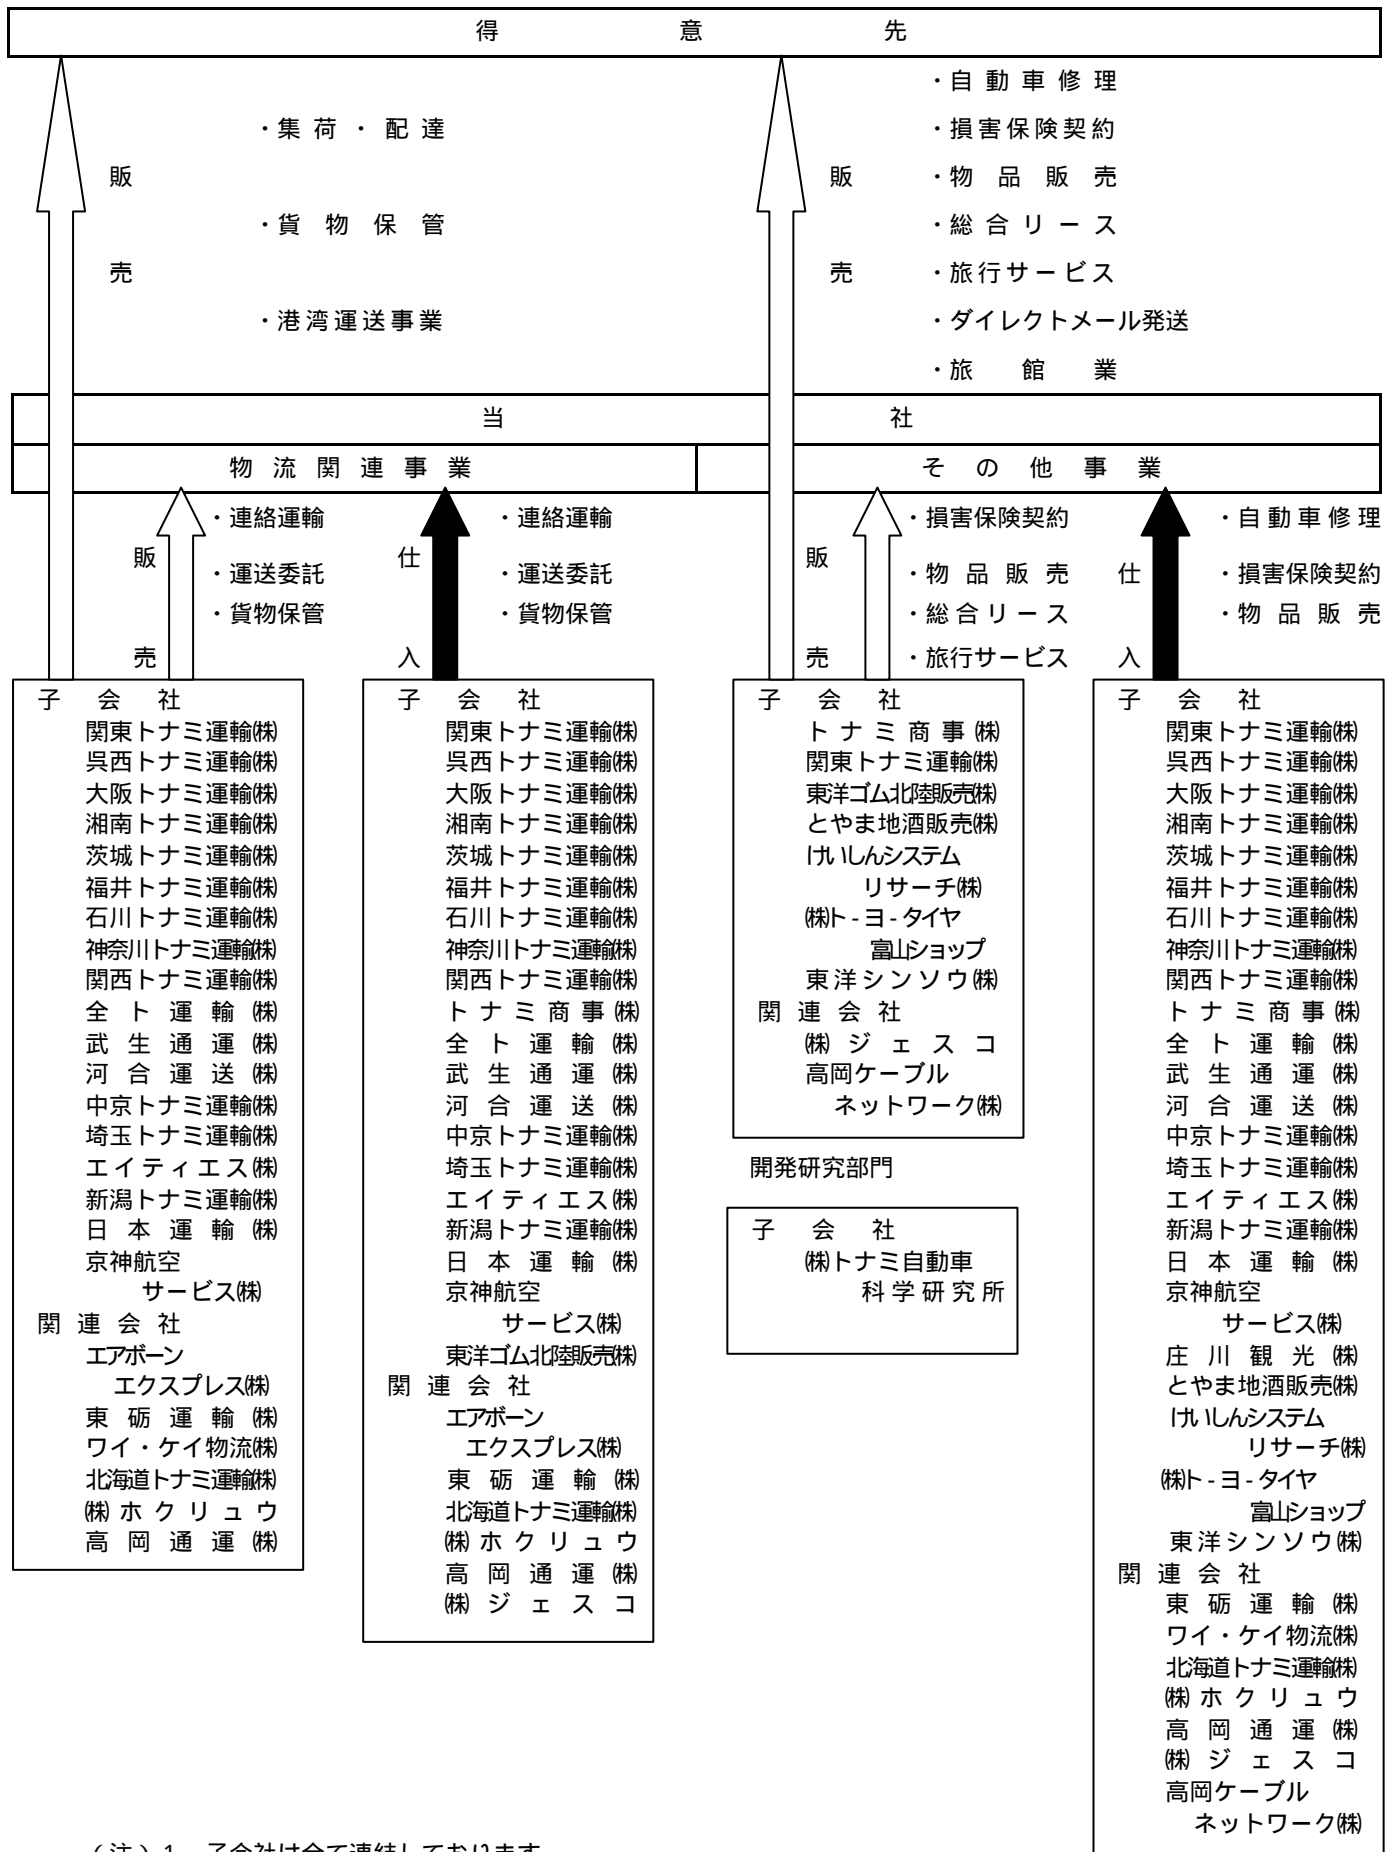 得意先
・集荷・配達
・貨物保管
・港湾運送事業
販
売
・自動車修理
・損害保険契約
・物品販売
・総合リース
・旅行サービス
・ダイレクトメール発送
・旅館業
販
売
当社
物流関連事業
その他事業
販
売
・連絡運輸
・運送委託
・貨物保管
仕
入
・連絡運輸
・運送委託
・貨物保管
販
売
・損害保険契約
・物品販売
・総合リース
・旅行サービス
仕
入
・自動車修理
・損害保険契約
・物品販売
子会社
関東トナミ運輸㈱
呉西トナミ運輸㈱
大阪トナミ運輸㈱
湘南トナミ運輸㈱
茨城トナミ運輸㈱
福井トナミ運輸㈱
石川トナミ運輸㈱
神奈川トナミ運輸㈱
関西トナミ運輸㈱
全ト運輸㈱
武生通運㈱
河合運送㈱
中京トナミ運輸㈱
埼玉トナミ運輸㈱
エイティエス㈱
新潟トナミ運輸㈱
日本運輸㈱
京神航空
サービス㈱
関連会社
エアボーン
エクスプレス㈱
東砺運輸㈱
ワイ・ケイ物流㈱
北海道トナミ運輸㈱
㈱ホクリュウ
高岡通運㈱
子会社
関東トナミ運輸㈱
呉西トナミ運輸㈱
大阪トナミ運輸㈱
湘南トナミ運輸㈱
茨城トナミ運輸㈱
福井トナミ運輸㈱
石川トナミ運輸㈱
神奈川トナミ運輸㈱
関西トナミ運輸㈱
トナミ商事㈱
全ト運輸㈱
武生通運㈱
河合運送㈱
中京トナミ運輸㈱
埼玉トナミ運輸㈱
エイティエス㈱
新潟トナミ運輸㈱
日本運輸㈱
京神航空
サービス㈱
東洋ゴム北陸販売㈱
関連会社
エアボーン
エクスプレス㈱
東砺運輸㈱
北海道トナミ運輸㈱
㈱ホクリュウ
高岡通運㈱
㈱ジェスコ
子会社
トナミ商事㈱
関東トナミ運輸㈱
東洋ゴム北陸販売㈱
とやま地酒販売㈱
けいしんシステム
リサーチ㈱
㈱ト-ヨ-タイヤ
富山ショップ
東洋シンソウ㈱
関連会社
㈱ジェスコ
高岡ケーブル
ネットワーク㈱
開発研究部門
子会社
㈱トナミ自動車
科学研究所
子会社
関東トナミ運輸㈱
呉西トナミ運輸㈱
大阪トナミ運輸㈱
湘南トナミ運輸㈱
茨城トナミ運輸㈱
福井トナミ運輸㈱
石川トナミ運輸㈱
神奈川トナミ運輸㈱
関西トナミ運輸㈱
トナミ商事㈱
全ト運輸㈱
武生通運㈱
河合運送㈱
中京トナミ運輸㈱
埼玉トナミ運輸㈱
エイティエス㈱
新潟トナミ運輸㈱
日本運輸㈱
京神航空
サービス㈱
庄川観光㈱
とやま地酒販売㈱
けいしんシステム
リサーチ㈱
㈱ト-ヨ-タイヤ
富山ショップ
東洋シンソウ㈱
関連会社
東砺運輸㈱
ワイ・ケイ物流㈱
北海道トナミ運輸㈱
㈱ホクリュウ
高岡通運㈱
㈱ジェスコ
高岡ケーブル
ネットワーク㈱
(注)1 子会社は全て連結しております